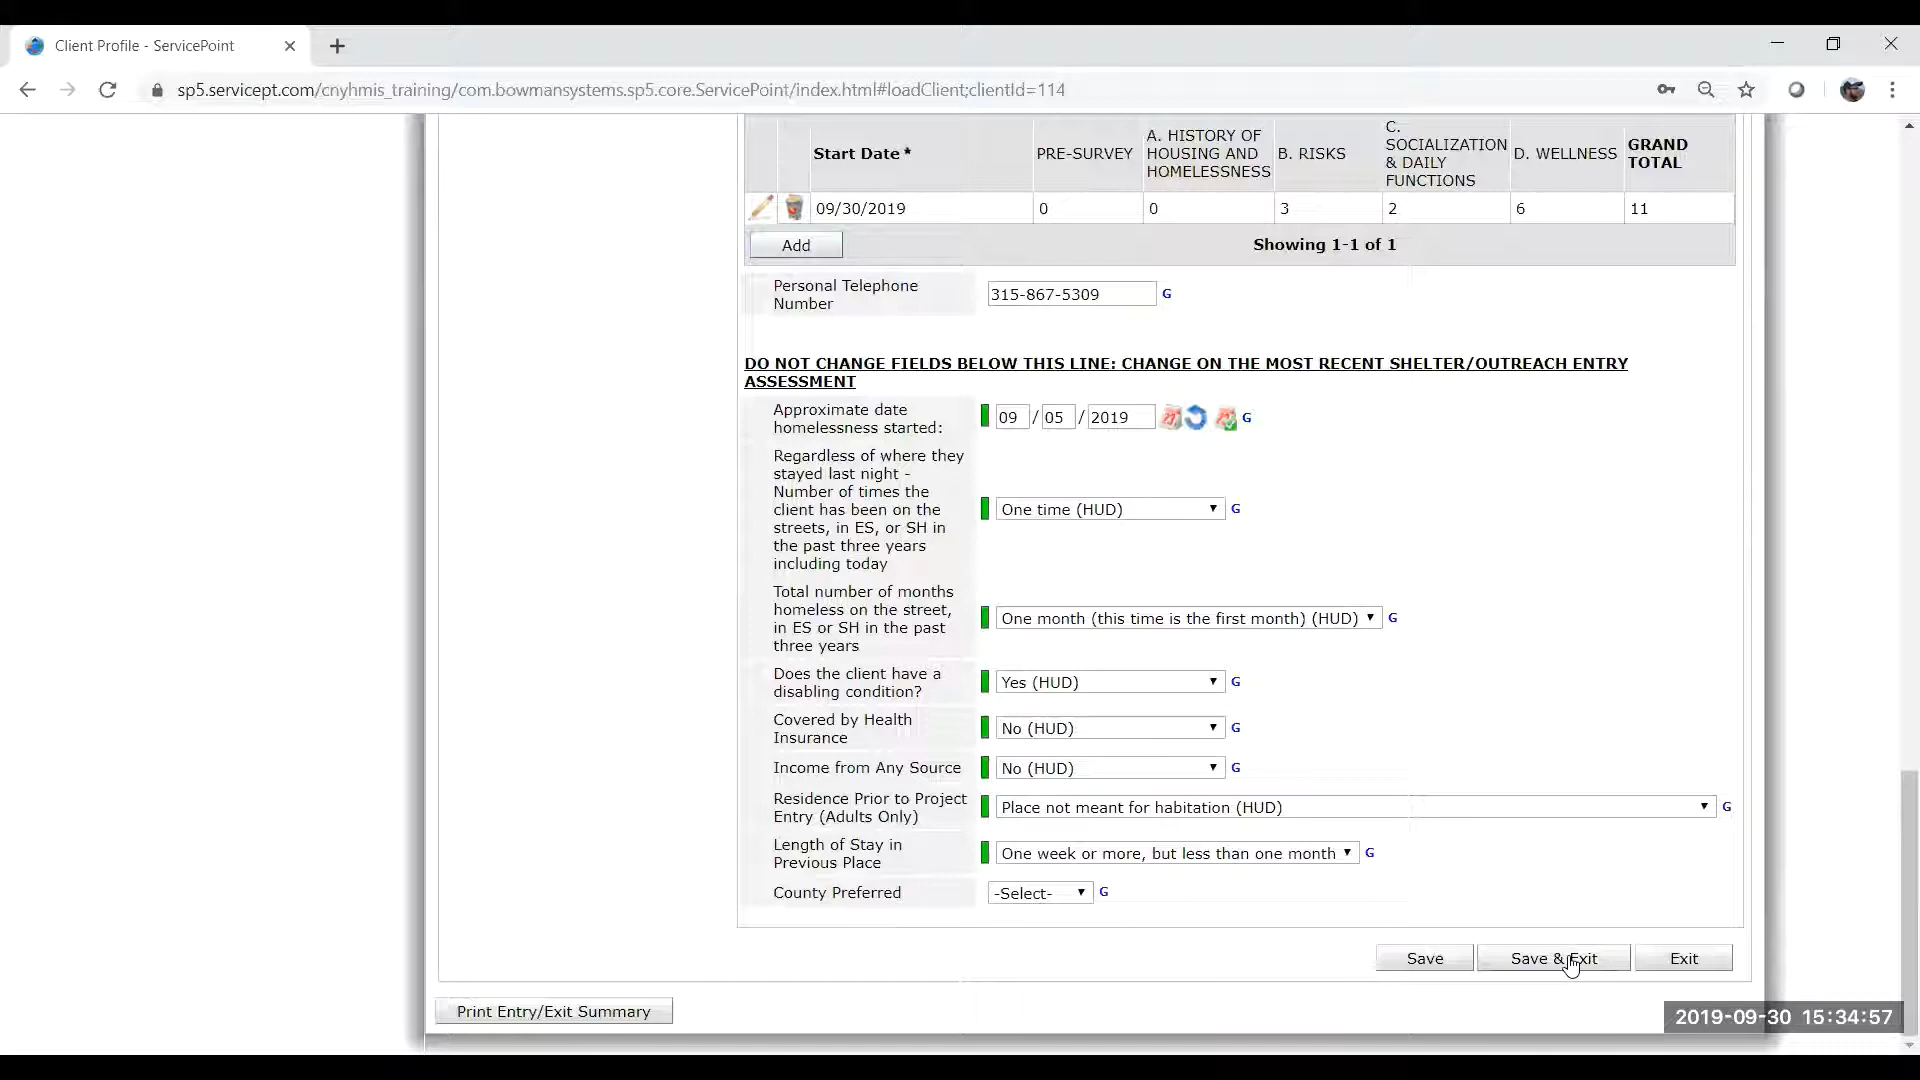 Client Profile - ServicePoint
sp5.servicept.com/cnyhmis_training/com.bowmansystems.sp5.core.ServicePoint/index.html#loadClient;clientId=114
Start Date *
PRE-SURVEY
A. HISTORY OF
HOUSING AND
HOMELESSNESS
B. RISKS
C.
SOCIALIZATION
& DAILY
FUNCTIONS
D. WELLNESS
GRAND
TOTAL
09/30/2019 0 0 3 2 6 11
Add
Showing 1-1 of 1
Personal Telephone
Number
315-867-5309 G
DO NOT CHANGE FIELDS BELOW THIS LINE: CHANGE ON THE MOST RECENT SHELTER/OUTREACH ENTRY
ASSESSMENT
Approximate date
homelessness started:
09 / 05 / 2019 G
Regardless of where they
stayed last night -
Number of times the
client has been on the
streets, in ES, or SH in
the past three years
including today
One time (HUD) G
Total number of months
homeless on the street,
in ES or SH in the past
three years
One month (this time is the first month) (HUD) G
Does the client have a
disabling condition?
Yes (HUD) G
Covered by Health
Insurance
No (HUD) G
Income from Any Source
No (HUD) G
Residence Prior to Project
Entry (Adults Only)
Place not meant for habitation (HUD) G
Length of Stay in
Previous Place
One week or more, but less than one month G
County Preferred
-Select- G
Save
Save & Exit
Exit
Print Entry/Exit Summary
2019-09-30 15:34:57